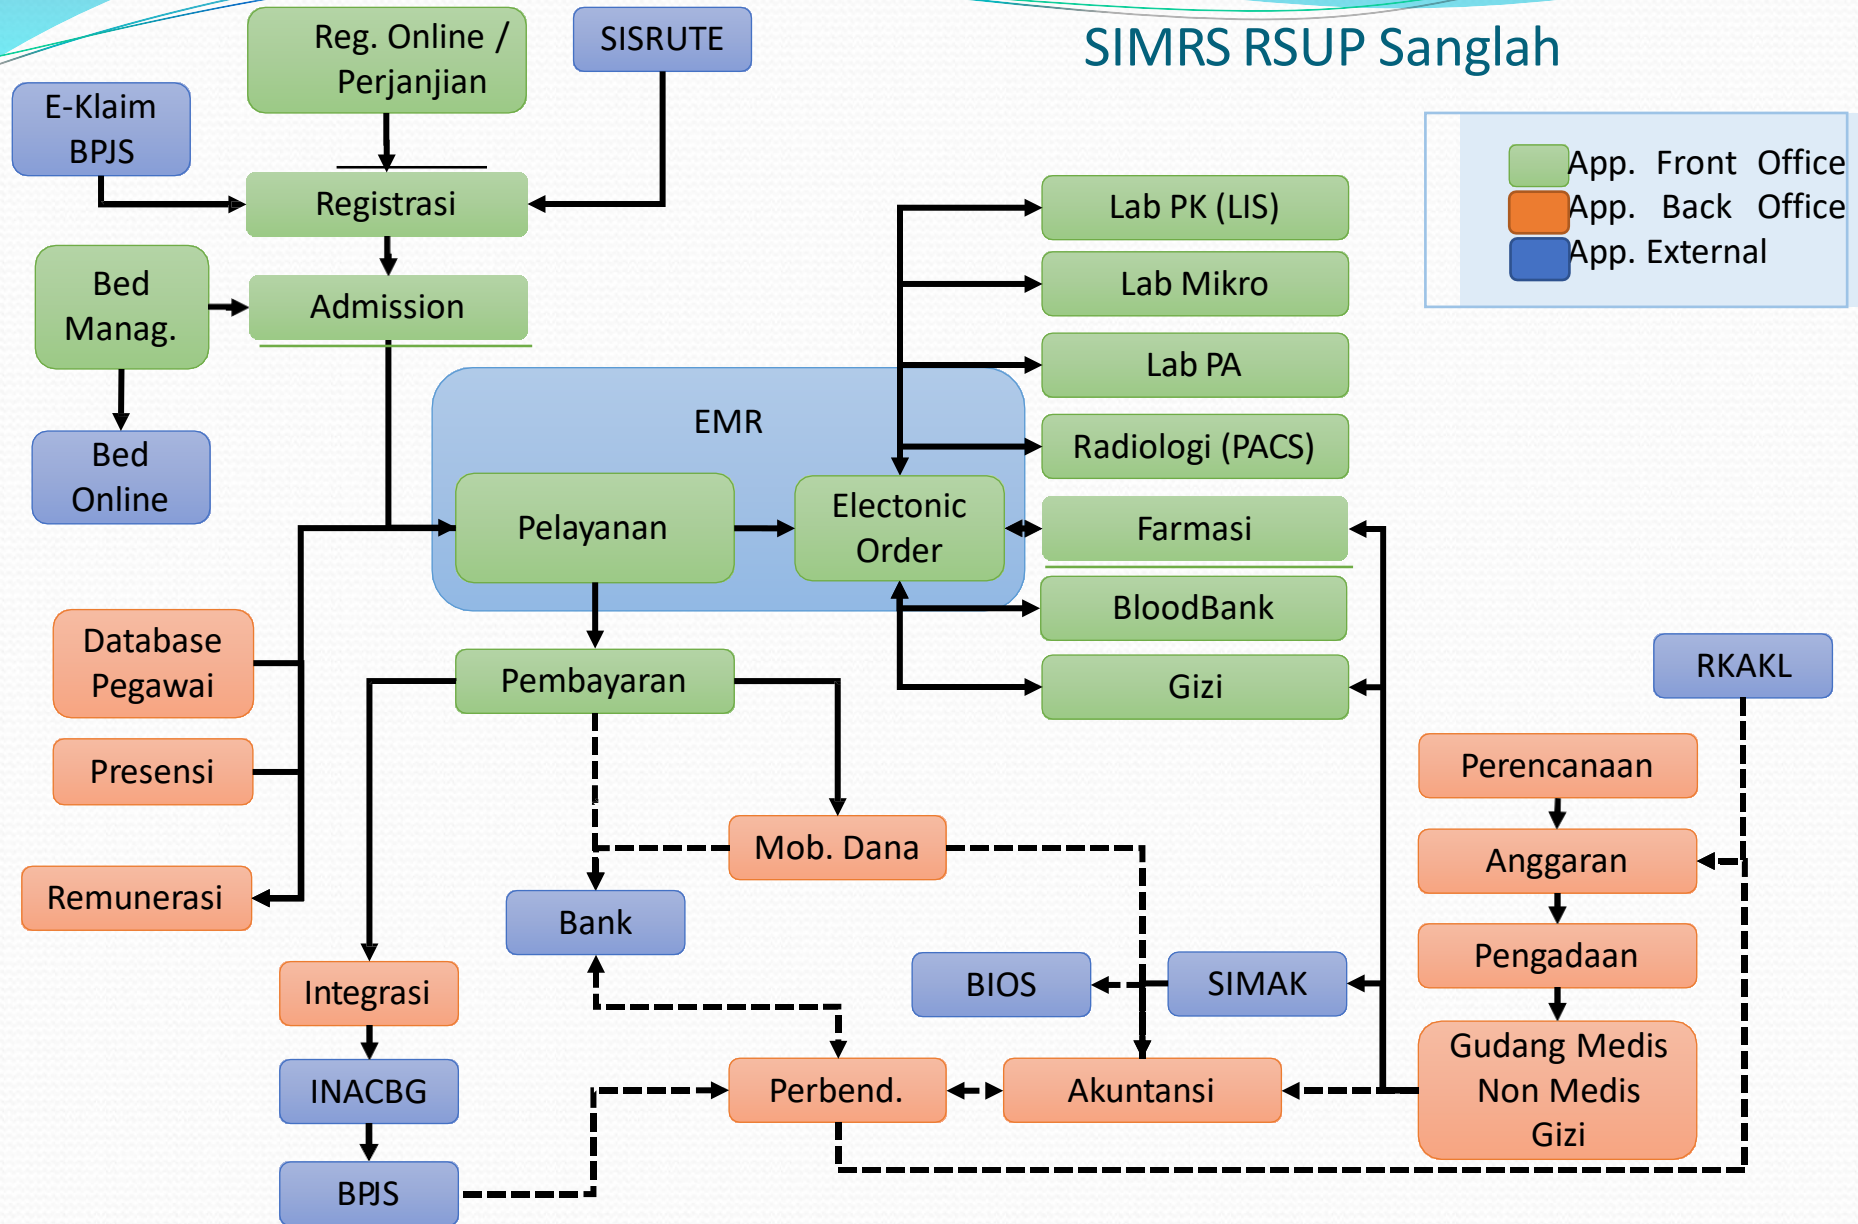 SIMRS RSUP Sanglah
Reg. Online /
Perjanjian
SISRUTE
E-Klaim
BPJS
App. Front Office
App. Back Office
App. External
Registrasi
Lab PK (LIS)
Bed
Manag.
Admission
Lab Mikro
Lab PA
EMR
Radiologi (PACS)
Bed
Online
Pelayanan
Electonic
Order
Farmasi
BloodBank
Database
Pegawai
Pembayaran
Gizi
RKAKL
Presensi
Perencanaan
Mob. Dana
Anggaran
Remunerasi
Bank
Pengadaan
Integrasi
BIOS
SIMAK
Gudang Medis
Non Medis
Gizi
INACBG
Perbend.
Akuntansi
BPJS